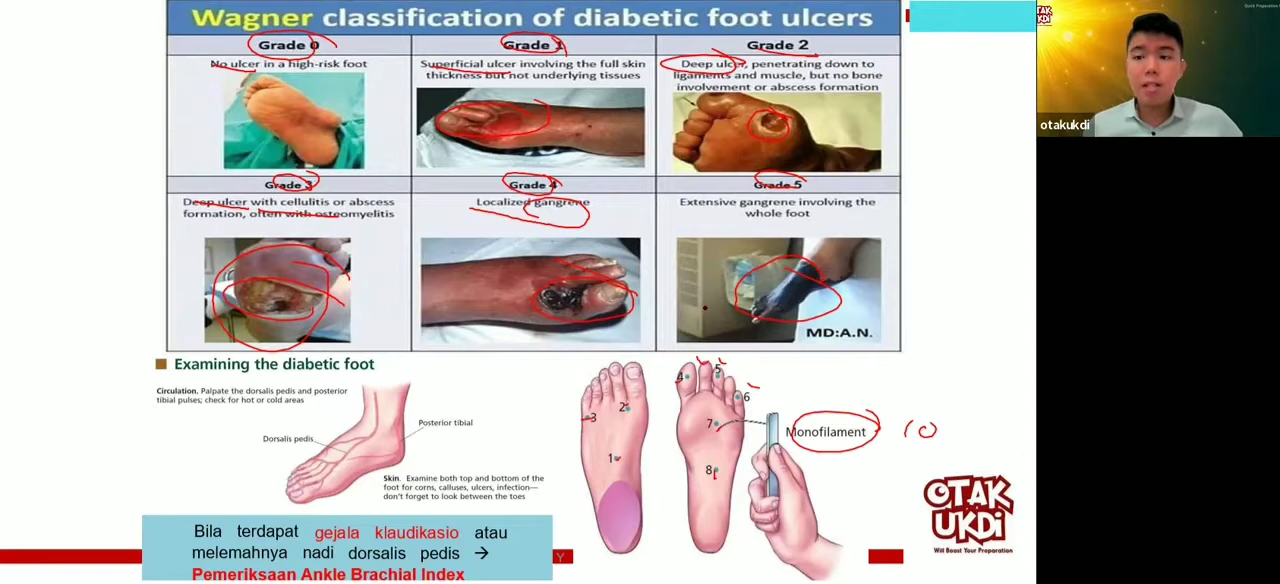 Wagner classification of diabetic foot ulcers
Grade 0
Grade 1
Grade 2
No ulcer in a high-risk foot
Superficial ulcer involving the full skin
thickness but not underlying tissues
Deep ulcer, penetrating down to
ligaments and muscle, but no bone
involvement or abscess formation
Grade 3
Grade 4
Grade 5
Deep ulcer with cellulitis or abscess
formation, often with osteomyelitis
Localized gangrene
Extensive gangrene involving the
whole foot
MD:A.N.
Examining the diabetic foot
Circulation. Palpate the dorsalis pedis and posterior
tibial pulses; check for hot or cold areas
Posterior tibial
Dorsalis pedis
Skin. Examine both top and bottom of the
foot for corns, calluses, ulcers, infection—
don't forget to look between the toes
1
2
3
4
5
6
7
8
Monofilament
10
Bila terdapat gejala klaudikasio atau
melemahnya nadi dorsalis pedis →
Pemeriksaan Ankle Brachial Index
Y
OTAK
UKDI
Will Boost Your Preparation
OTAK
UKDI
otakukdi